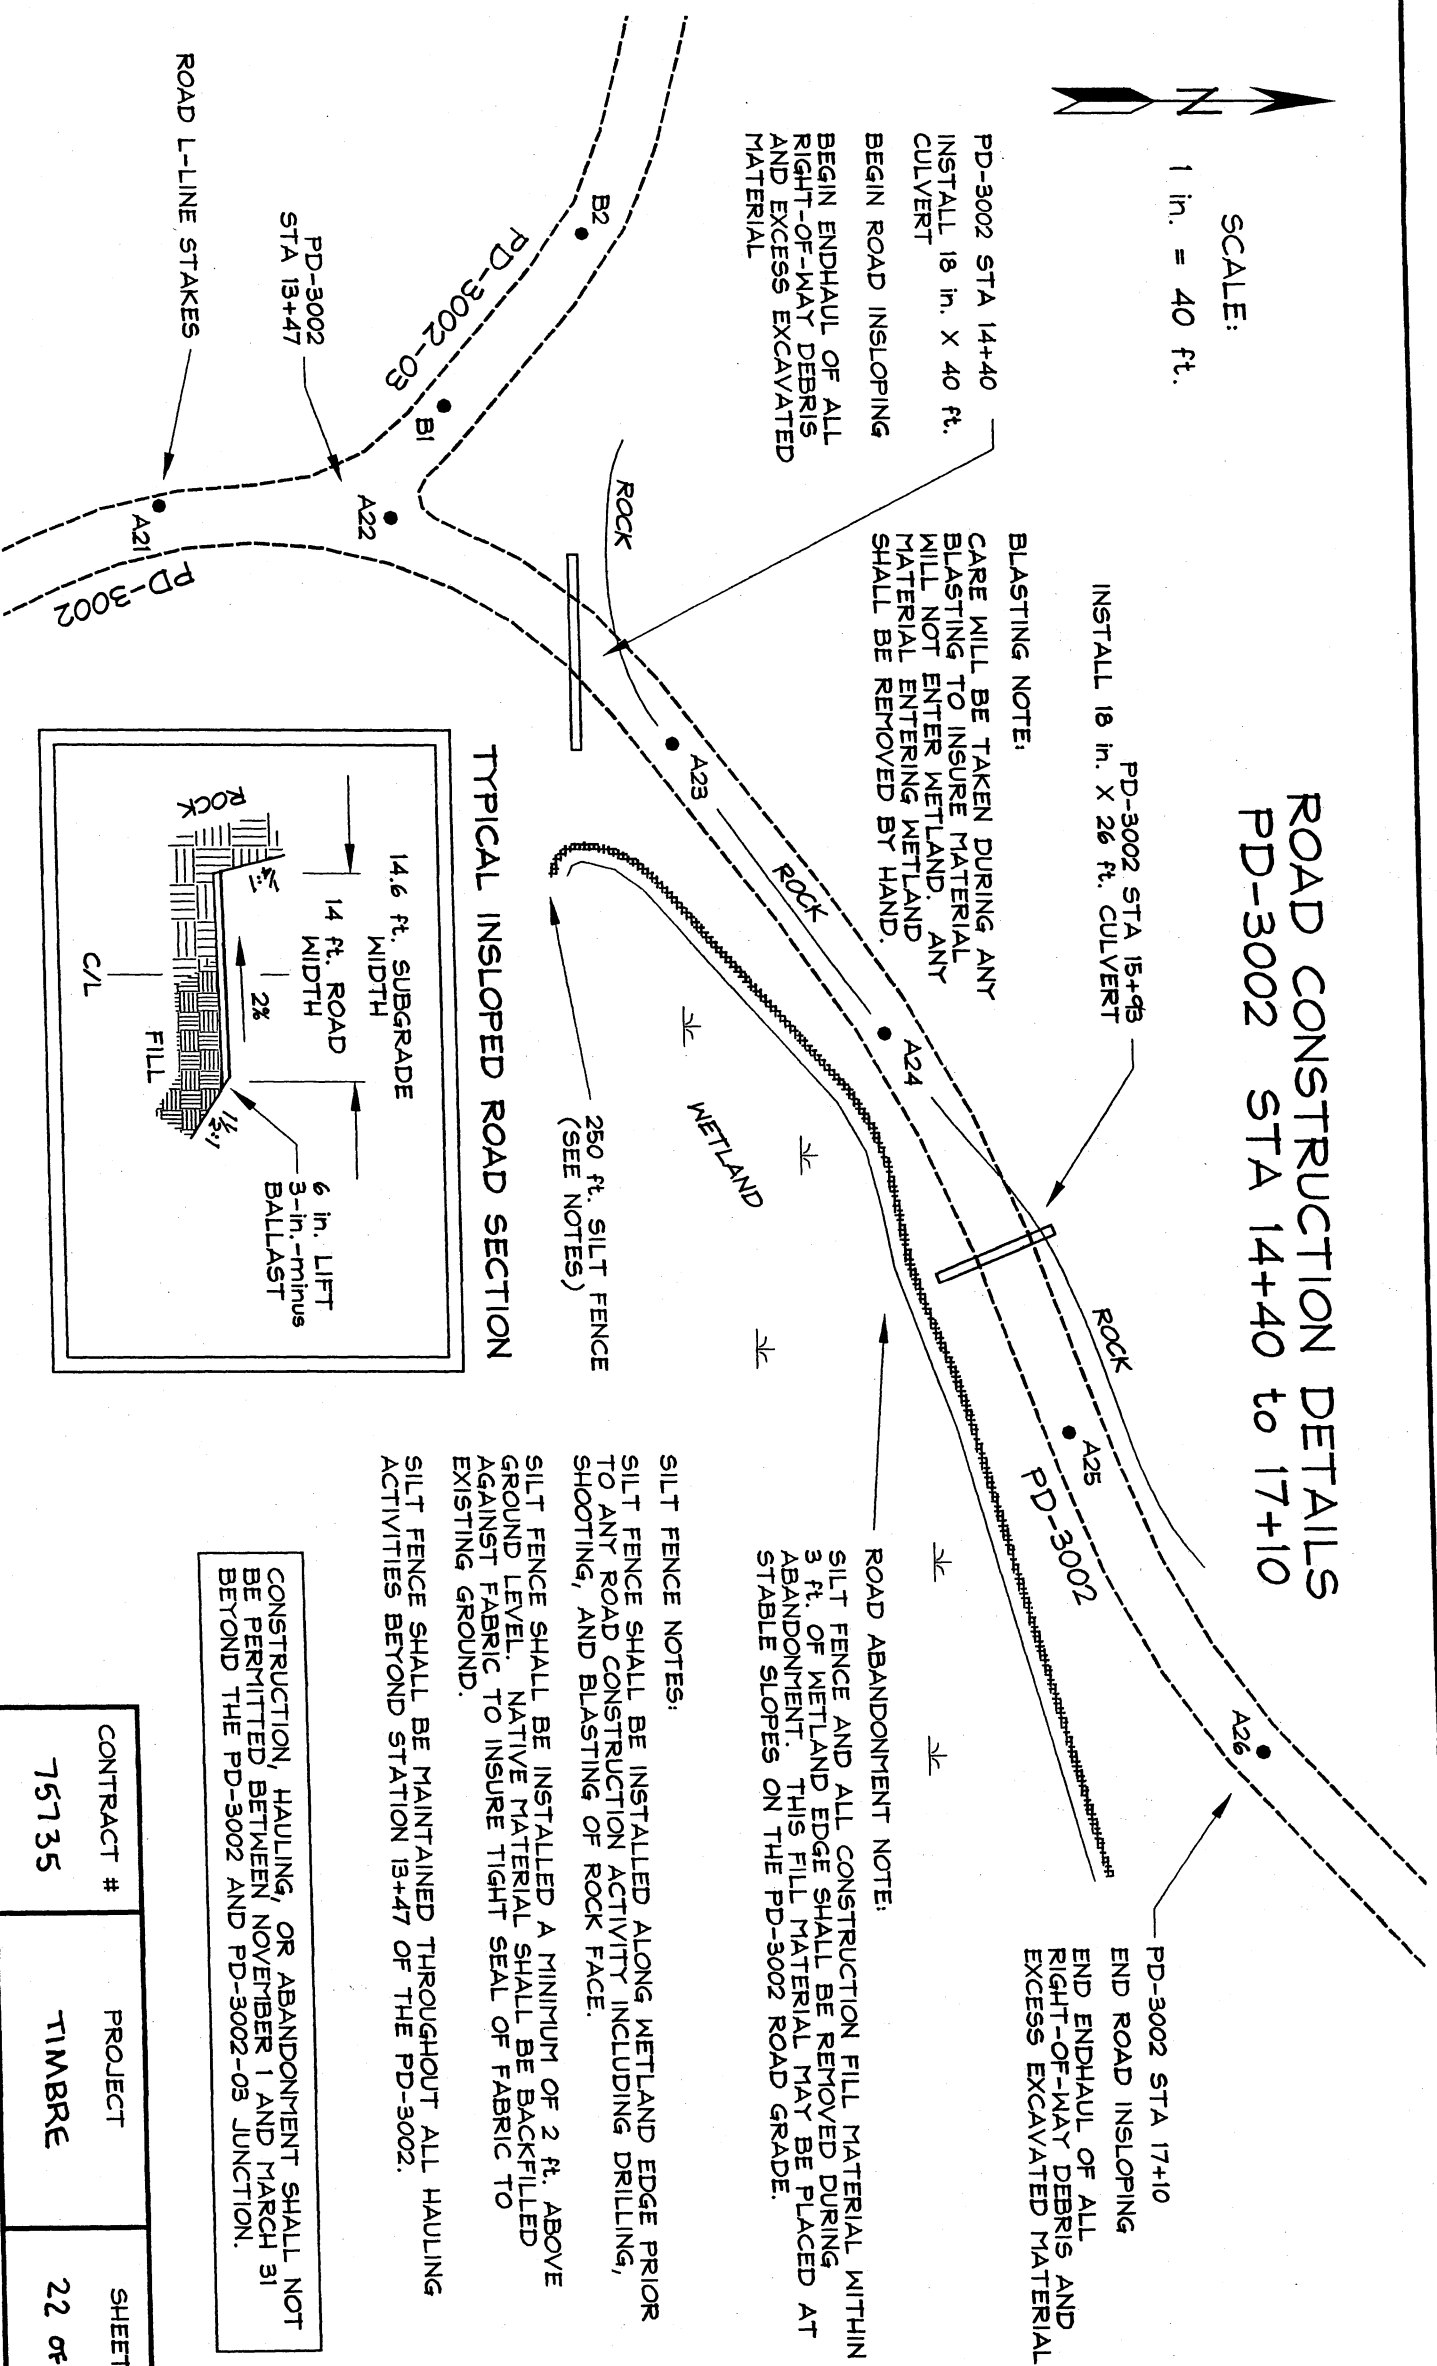 ROAD CONSTRUCTION DETAILS
PD-3002 STA 14+40 to 17+10
SCALE:
1 in. = 40 ft.
N
PD-3002 STA 14+40
INSTALL 18 in. X 40 ft.
CULVERT
BEGIN ROAD INSLOPING
BEGIN ENDHAUL OF ALL
RIGHT-OF-WAY DEBRIS
AND EXCESS EXCAVATED
MATERIAL
PD-3002 STA 15+93
INSTALL 18 in. X 26 ft. CULVERT
BLASTING NOTE:
CARE WILL BE TAKEN DURING ANY
BLASTING TO INSURE MATERIAL
WILL NOT ENTER WETLAND. ANY
MATERIAL ENTERING WETLAND
SHALL BE REMOVED BY HAND.
PD-3002 STA 17+10
END ROAD INSLOPING
END ENDHAUL OF ALL
RIGHT-OF-WAY DEBRIS AND
EXCESS EXCAVATED MATERIAL
ROCK
ROCK
ROCK
B2
B1
PD-3002-03
PD-3002
STA 13+47
ROAD L-LINE STAKES
A21
A22
A23
A24
A25
A26
PD-3002
PD-3002
WETLAND
250 ft. SILT FENCE
(SEE NOTES)
ROAD ABANDONMENT NOTE:
SILT FENCE AND ALL CONSTRUCTION FILL MATERIAL WITHIN
3 ft. OF WETLAND EDGE SHALL BE REMOVED DURING
ABANDONMENT. THIS FILL MATERIAL MAY BE PLACED AT
STABLE SLOPES ON THE PD-3002 ROAD GRADE.
SILT FENCE NOTES:
SILT FENCE SHALL BE INSTALLED ALONG WETLAND EDGE PRIOR
TO ANY ROAD CONSTRUCTION ACTIVITY INCLUDING DRILLING,
SHOOTING, AND BLASTING OF ROCK FACE.
SILT FENCE SHALL BE INSTALLED A MINIMUM OF 2 ft. ABOVE
GROUND LEVEL. NATIVE MATERIAL SHALL BE BACKFILLED
AGAINST FABRIC TO INSURE TIGHT SEAL OF FABRIC TO
EXISTING GROUND.
SILT FENCE SHALL BE MAINTAINED THROUGHOUT ALL HAULING
ACTIVITIES BEYOND STATION 13+47 OF THE PD-3002.
TYPICAL INSLOPED ROAD SECTION
14.6 ft. SUBGRADE
WIDTH
14 ft. ROAD
WIDTH
ROCK
¼:1
2%
C/L
FILL
1½:1
6 in. LIFT
3-in.-minus
BALLAST
CONSTRUCTION, HAULING, OR ABANDONMENT SHALL NOT
BE PERMITTED BETWEEN NOVEMBER 1 AND MARCH 31
BEYOND THE PD-3002 AND PD-3002-03 JUNCTION.
CONTRACT #
75735
PROJECT
TIMBRE
SHEET
22 OF